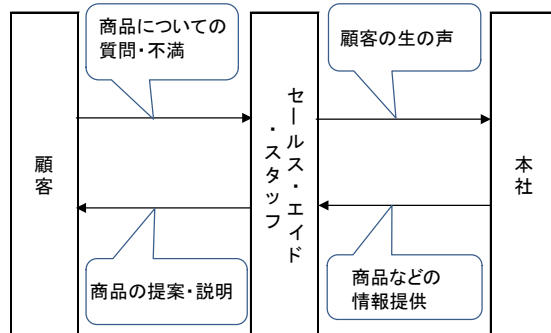 商品についての
質問・不満
顧客の生の声
顧客
セールス・エイド
・スタッフ
本社
商品の提案・説明
商品などの
情報提供